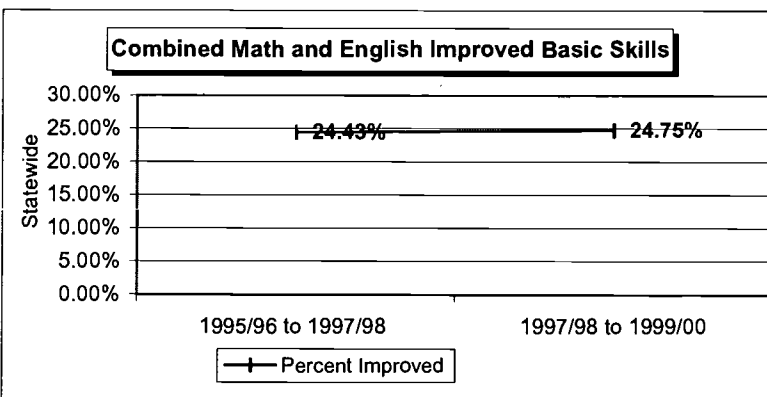 Combined Math and English Improved Basic Skills
Statewide
30.00%
25.00%
20.00%
15.00%
10.00%
5.00%
0.00%
24.43%
24.75%
1995/96 to 1997/98
1997/98 to 1999/00
Percent Improved